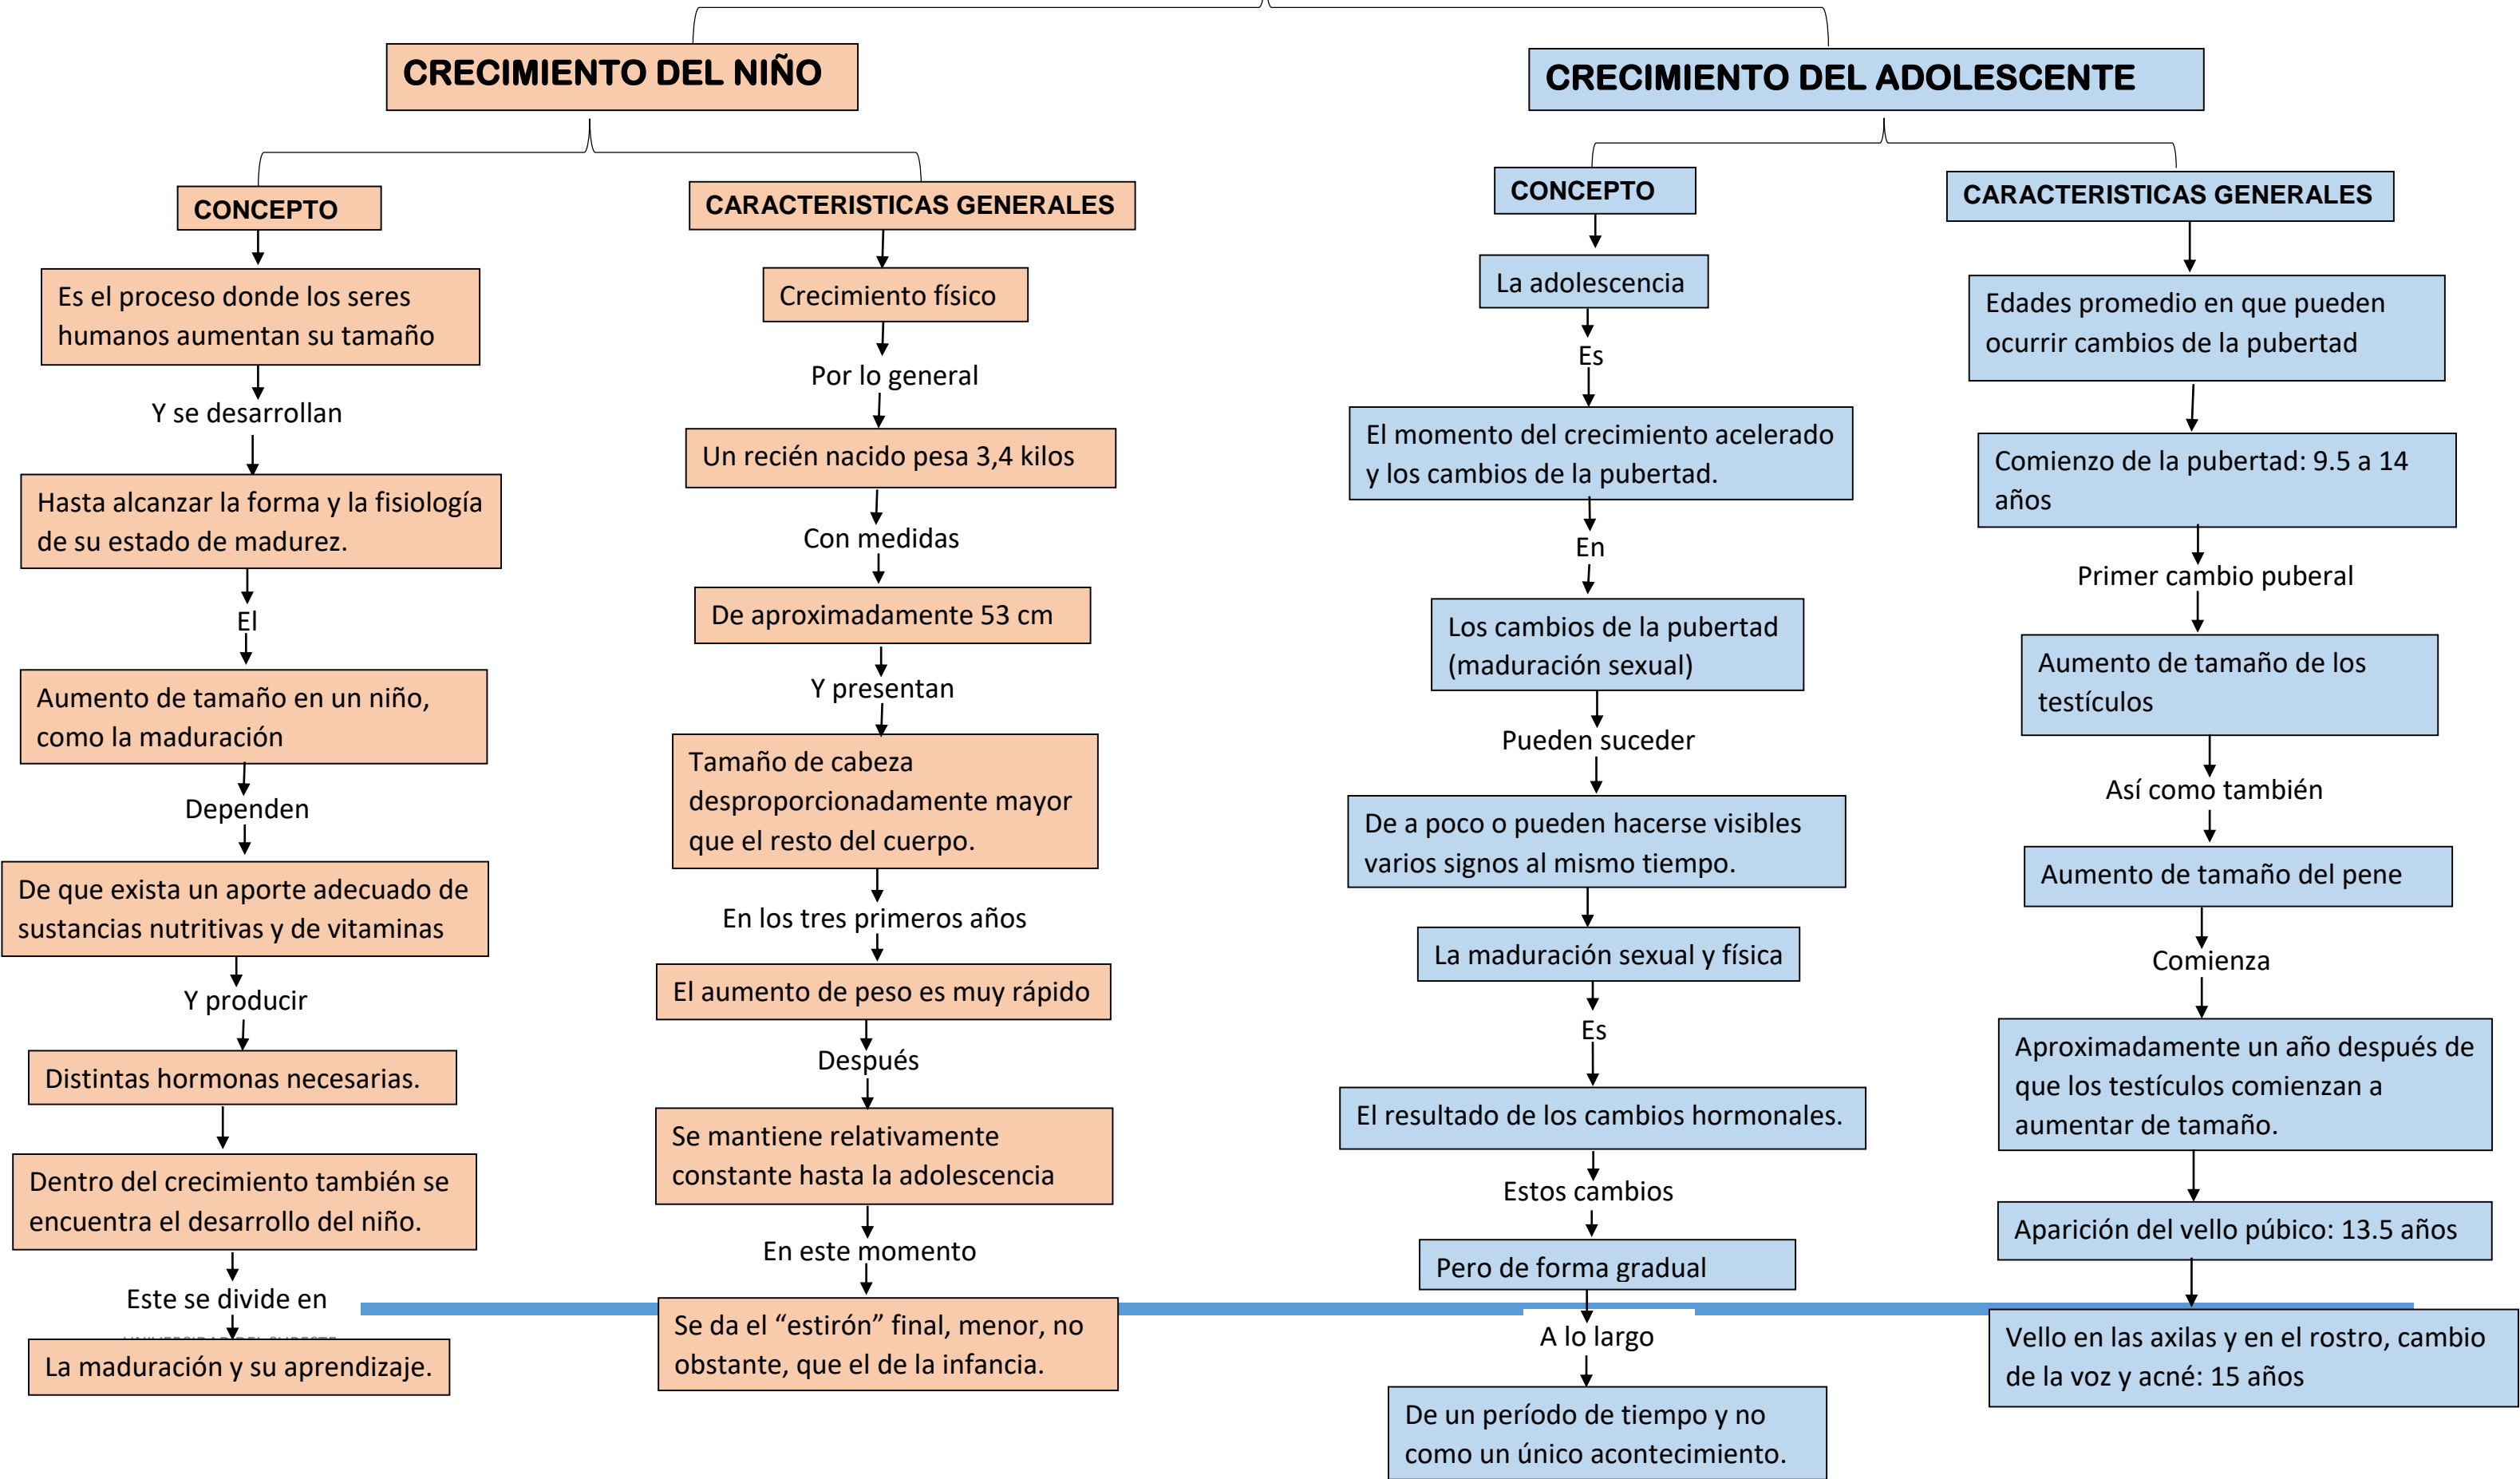 CRECIMIENTO DEL NIÑO
CONCEPTO
Es el proceso donde los seres
humanos aumentan su tamaño
Y se desarrollan
Hasta alcanzar la forma y la fisiología
de su estado de madurez.
El
Aumento de tamaño en un niño,
como la maduración
Dependen
De que exista un aporte adecuado de
sustancias nutritivas y de vitaminas
Y producir
Distintas hormonas necesarias.
Dentro del crecimiento también se
encuentra el desarrollo del niño.
Este se divide en
La maduración y su aprendizaje.
CARACTERISTICAS GENERALES
Crecimiento físico
Por lo general
Un recién nacido pesa 3,4 kilos
Con medidas
De aproximadamente 53 cm
Y presentan
Tamaño de cabeza
desproporcionadamente mayor
que el resto del cuerpo.
En los tres primeros años
El aumento de peso es muy rápido
Después
Se mantiene relativamente
constante hasta la adolescencia
En este momento
Se da el “estirón” final, menor, no
obstante, que el de la infancia.
CRECIMIENTO DEL ADOLESCENTE
CONCEPTO
La adolescencia
Es
El momento del crecimiento acelerado
y los cambios de la pubertad.
En
Los cambios de la pubertad
(maduración sexual)
Pueden suceder
De a poco o pueden hacerse visibles
varios signos al mismo tiempo.
La maduración sexual y física
Es
El resultado de los cambios hormonales.
Estos cambios
Pero de forma gradual
A lo largo
De un período de tiempo y no
como un único acontecimiento.
CARACTERISTICAS GENERALES
Edades promedio en que pueden
ocurrir cambios de la pubertad
Comienzo de la pubertad: 9.5 a 14
años
Primer cambio puberal
Aumento de tamaño de los
testículos
Así como también
Aumento de tamaño del pene
Comienza
Aproximadamente un año después de
que los testículos comienzan a
aumentar de tamaño.
Aparición del vello púbico: 13.5 años
Vello en las axilas y en el rostro, cambio
de la voz y acné: 15 años